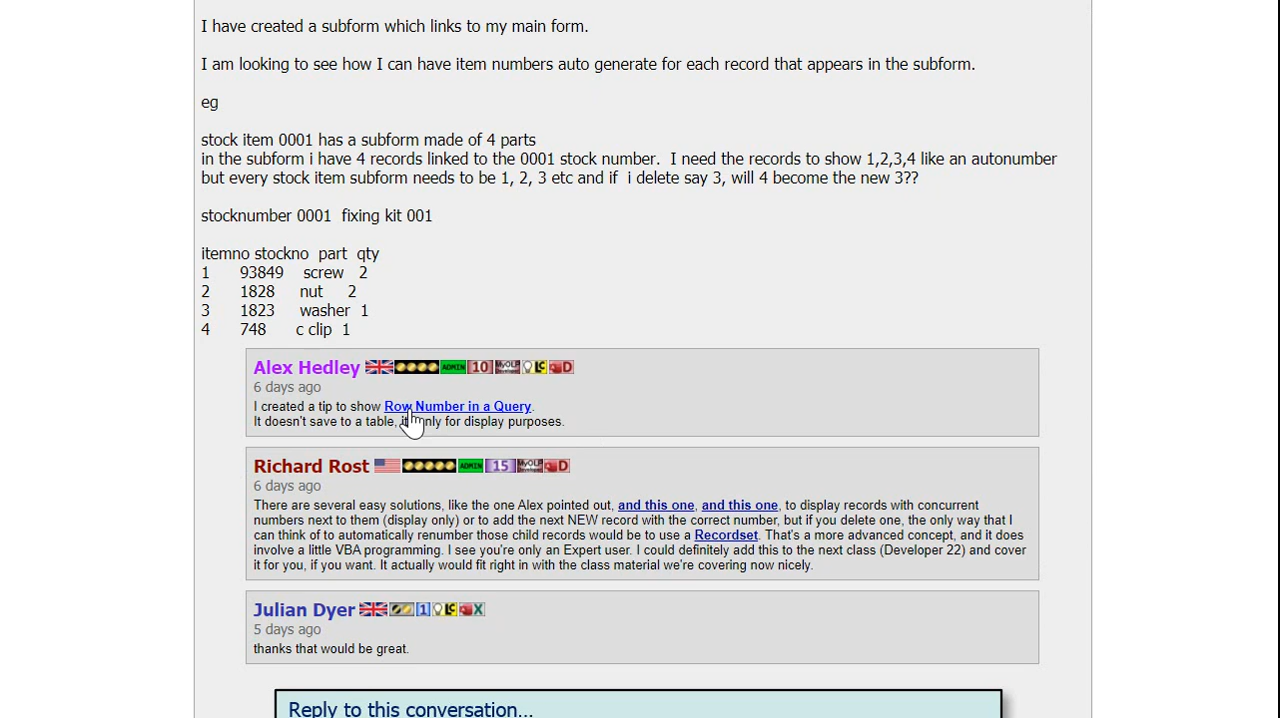 I have created a subform which links to my main form.
I am looking to see how I can have item numbers auto generate for each record that appears in the subform.
eg
stock item 0001 has a subform made of 4 parts
in the subform i have 4 records linked to the 0001 stock number.  I need the records to show 1,2,3,4 like an autonumber
but every stock item subform needs to be 1, 2, 3 etc and if  i delete say 3, will 4 become the new 3??
stocknumber 0001  fixing kit 001
itemno stockno  part  qty
1 93849 screw 2
2 1828 nut 2
3 1823 washer 1
4 748 c clip 1
Alex Hedley ADMIN 10 MyOLP LC D
6 days ago
I created a tip to show Row Number in a Query.
It doesn't save to a table, only for display purposes.
Richard Rost ADMIN 15 MyOLP D
6 days ago
There are several easy solutions, like the one Alex pointed out, and this one, and this one, to display records with concurrent
numbers next to them (display only) or to add the next NEW record with the correct number, but if you delete one, the only way that I
can think of to automatically renumber those child records would be to use a Recordset. That's a more advanced concept, and it does
involve a little VBA programming. I see you're only an Expert user. I could definitely add this to the next class (Developer 22) and cover
it for you, if you want. It actually would fit right in with the class material we're covering now nicely.
Julian Dyer 1 LC X
5 days ago
thanks that would be great.
Reply to this conversation...